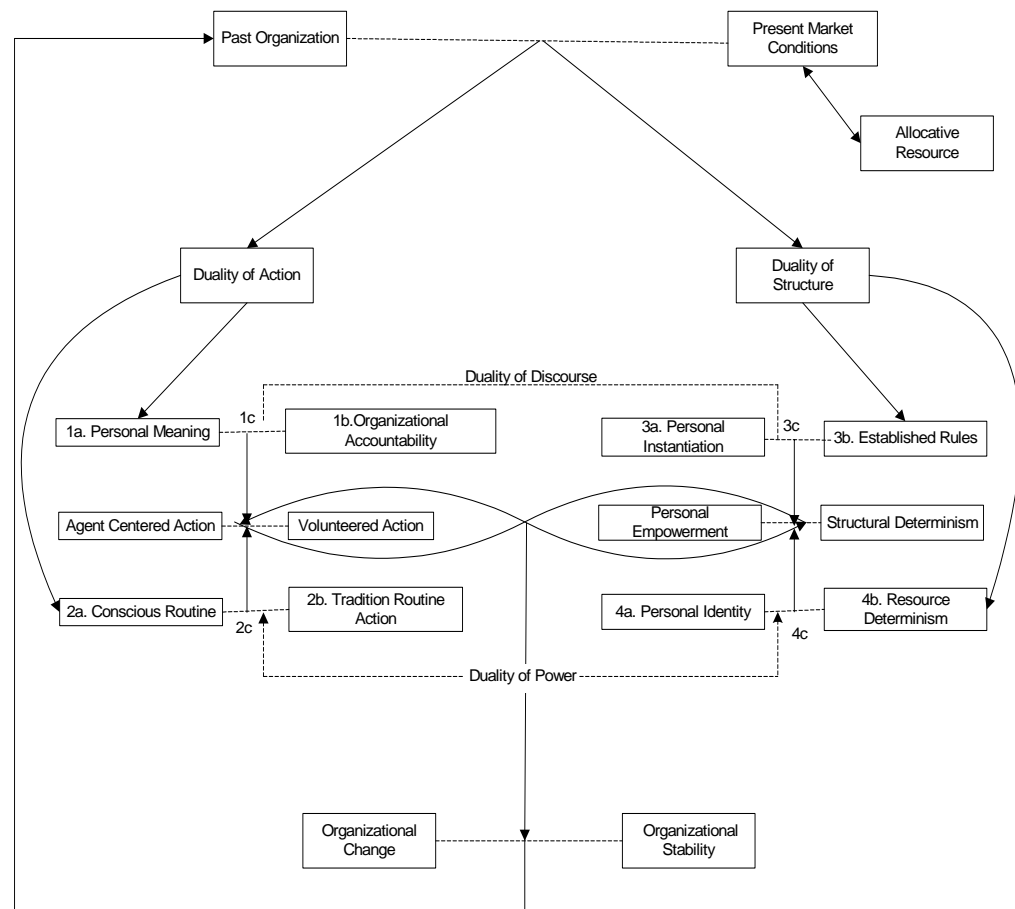 Past Organization
Present Market
Conditions
Allocative
Resource
Duality of Action
Duality of
Structure
Duality of Discourse
1a. Personal Meaning
1c
1b.Organizational
Accountability
3a. Personal
Instantiation
3c
3b. Established Rules
Agent Centered Action
Volunteered Action
Personal
Empowerment
Structural Determinism
2a. Conscious Routine
2c
2b. Tradition Routine
Action
4a. Personal Identity
4c
4b. Resource
Determinism
Duality of Power
Organizational
Change
Organizational
Stability